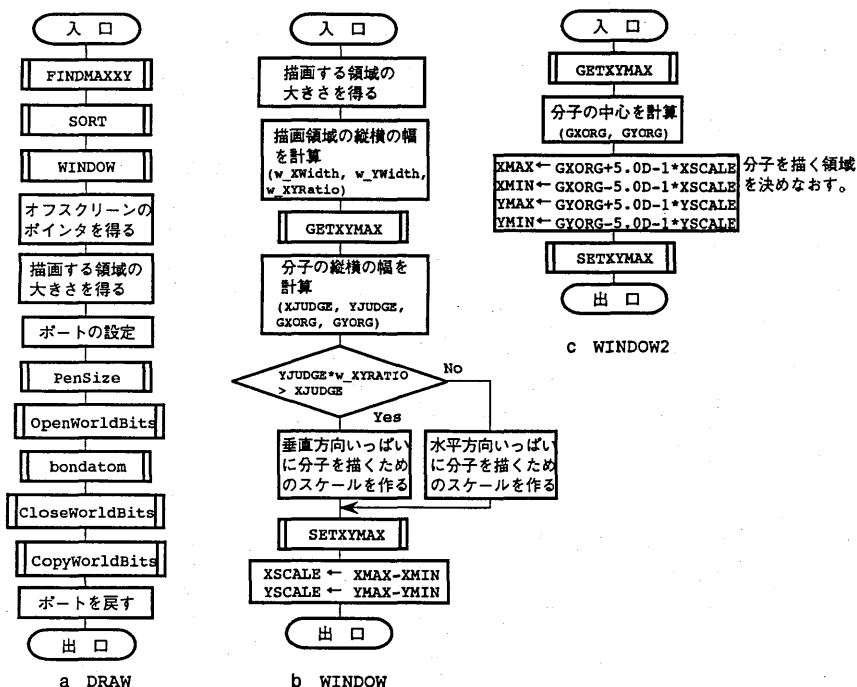 入 口
FINDMAXXY
SORT
WINDOW
オフスクリーンの
ポインタを得る
描画する領域の
大きさを得る
ポートの設定
PenSize
OpenWorldBits
bondatom
CloseWorldBits
CopyWorldBits
ポートを戻す
出 口
a DRAW
入 口
描画する領域の
大きさを得る
描画領域の縦横の幅
を計算
(w_XWidth, w_YWidth,
w_XYRatio)
GETXYMAX
分子の縦横の幅を
計算
(XJUDGE, YJUDGE,
GXORG, GYORG)
YJUDGE*w_XYRATIO
> XJUDGE
No
Yes
垂直方向いっぱい
に分子を描くため
のスケールを作る
水平方向いっぱい
に分子を描くため
のスケールを作る
SETXYMAX
XSCALE ← XMAX-XMIN
YSCALE ← YMAX-YMIN
出 口
b WINDOW
入 口
GETXYMAX
分子の中心を計算
(GXORG, GYORG)
XMAX← GXORG+5.0D-1*XSCALE
XMIN← GXORG-5.0D-1*XSCALE
YMAX← GYORG+5.0D-1*YSCALE
YMIN← GYORG-5.0D-1*YSCALE
分子を描く領域
を決めなおす。
SETXYMAX
出 口
c WINDOW2